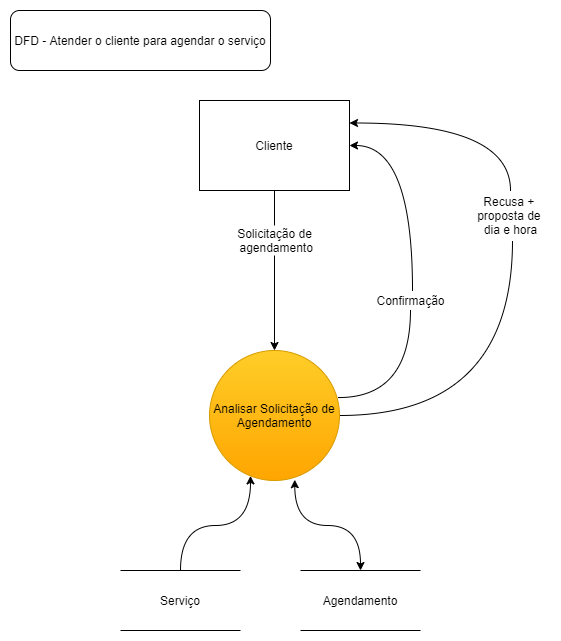 DFD - Atender o cliente para agendar o serviço
Cliente
Recusa +
proposta de
dia e hora
Solicitação de
agendamento
Confirmação
Analisar Solicitação de
Agendamento
Serviço
Agendamento